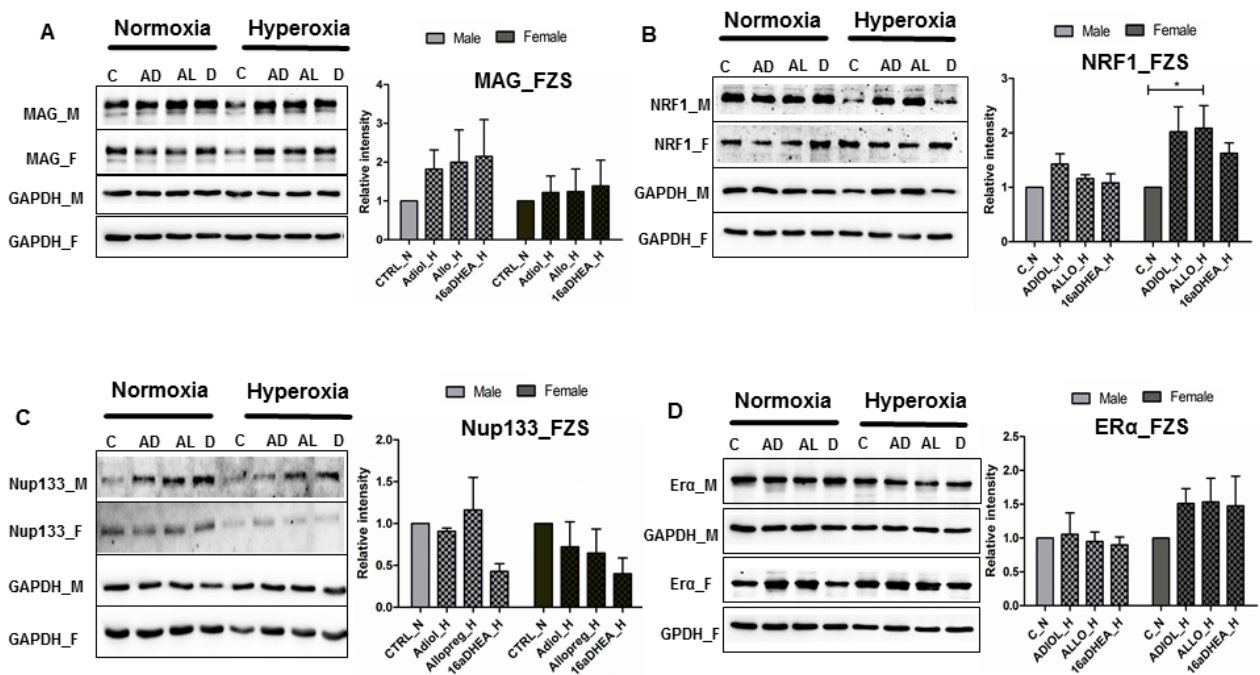 A
Normoxia Hyperoxia
C AD AL D C AD AL D
MAG_M
MAG_F
GAPDH_M
GAPDH_F
Male Female
MAG_FZS
Relative intensity
4
3
2
1
0
CTRL_N
Adiol_H
Allo_H
16aDHEA_H
CTRL_N
Adiol_H
Allo_H
16aDHEA_H
B
Normoxia Hyperoxia
C AD AL D C AD AL D
NRF1_M
NRF1_F
GAPDH_M
GAPDH_F
Male Female
NRF1_FZS
*
Relative intensity
3
2
1
0
C_N
ADIOL_H
ALLO_H
16aDHEA_H
C_N
ADIOL_H
ALLO_H
16aDHEA_H
C
Normoxia Hyperoxia
C AD AL D C AD AL D
Nup133_M
Nup133_F
GAPDH_M
GAPDH_F
Male Female
Nup133_FZS
Relative intensity
2.0
1.5
1.0
0.5
0.0
CTRL_N
Adiol_H
Allopreg_H
16aDHEA_H
CTRL_N
Adiol_H
Allopreg_H
16aDHEA_H
D
Normoxia Hyperoxia
C AD AL D C AD AL D
Erα_M
GAPDH_M
Erα_F
GPDH_F
Male Female
ERα_FZS
Relative intensity
2.5
2.0
1.5
1.0
0.5
0.0
C_N
ADIOL_H
ALLO_H
16aDHEA_H
C_N
ADIOL_H
ALLO_H
16aDHEA_H